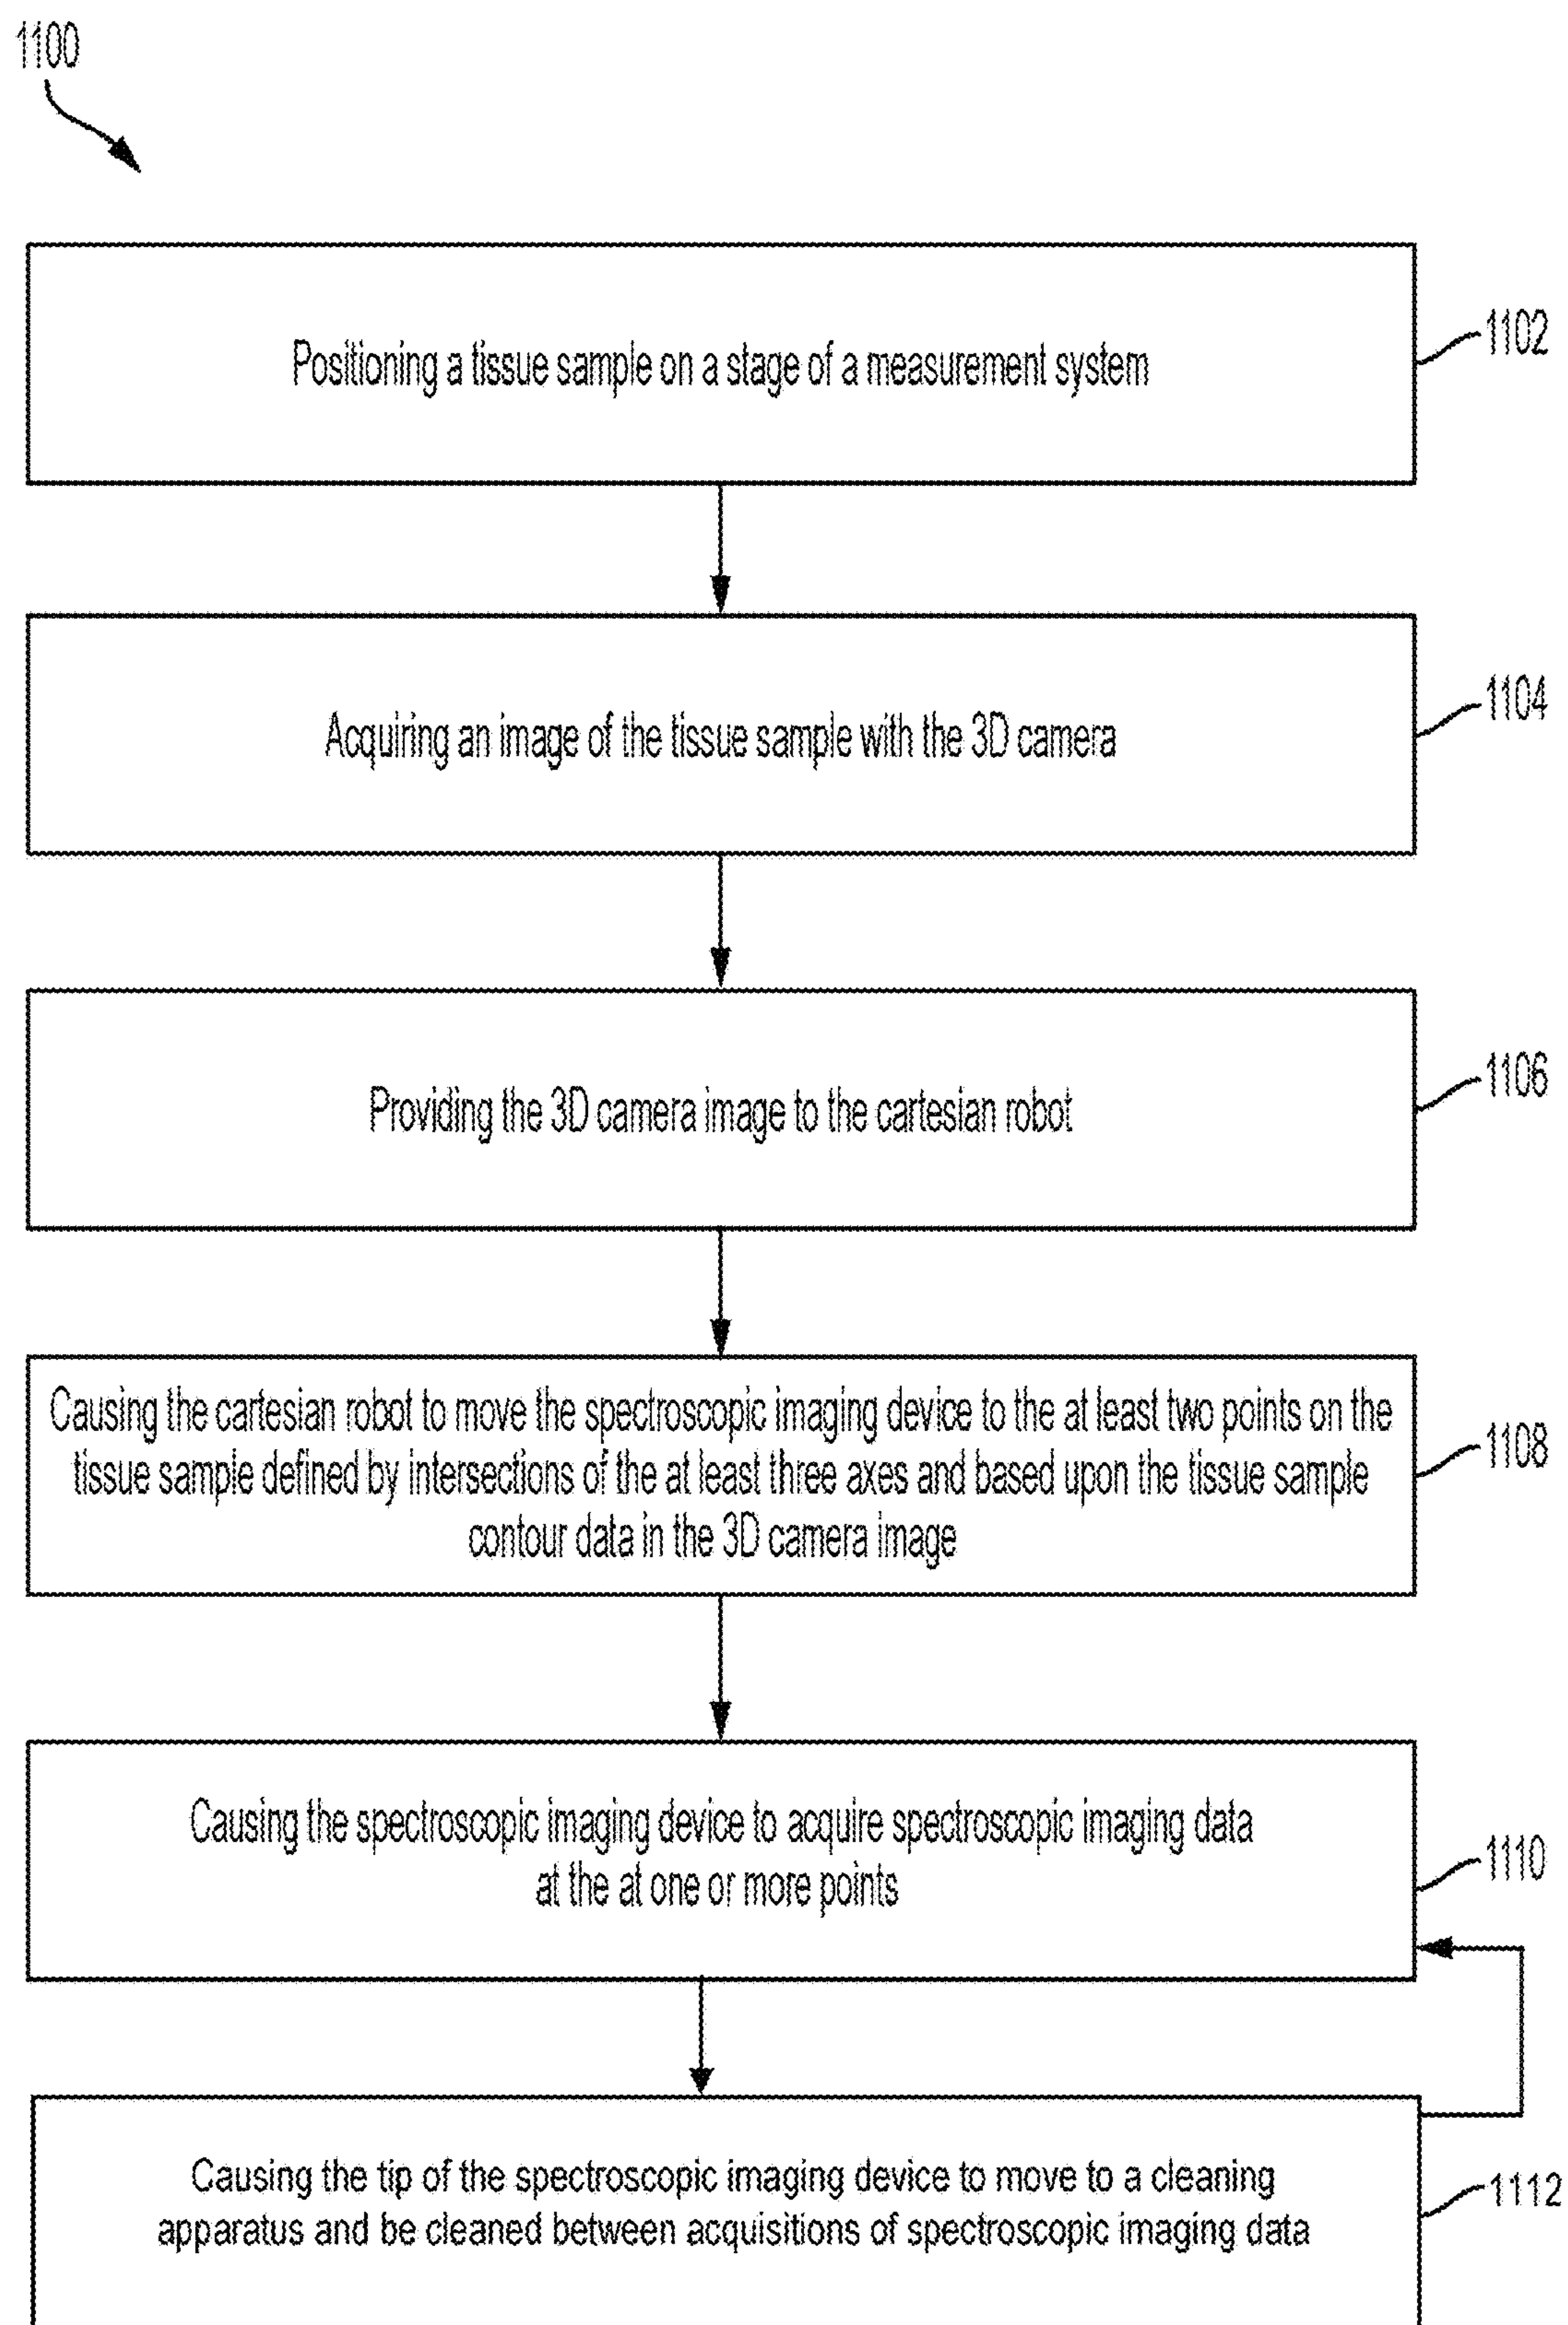 1100
Positioning a tissue sample on a stage of a measurement system
1102
Acquiring an image of the tissue sample with the 3D camera
1104
Providing the 3D camera image to the cartesian robot
1106
Causing the cartesian robot to move the spectroscopic imaging device to the at least two points on the
tissue sample defined by intersections of the at least three axes and based upon the tissue sample
contour data in the 3D camera image
1108
Causing the spectroscopic imaging device to acquire spectroscopic imaging data
at the at one or more points
1110
Causing the tip of the spectroscopic imaging device to move to a cleaning
apparatus and be cleaned between acquisitions of spectroscopic imaging data
1112